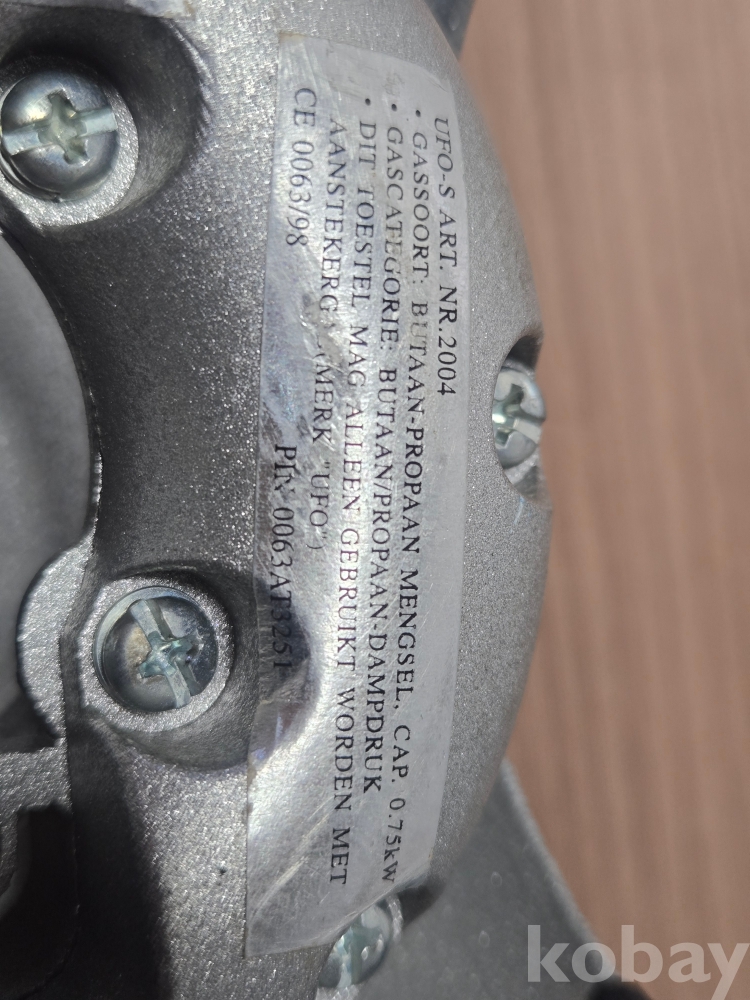 UFO-S ART. NR.2004
• GASSOORT: BUTAAN-PROPAAN MENGSEL, CAP. 0.75kW
• GASCATEGORIE: BUTAAN/PROPAAN-DAMPDRUK
• DIT TOESTEL MAG ALLEEN GEBRUIKT WORDEN MET
AANSTEKERG (MERK "UFO")
CE 0063/98 PIN 0063AT3251
kobay